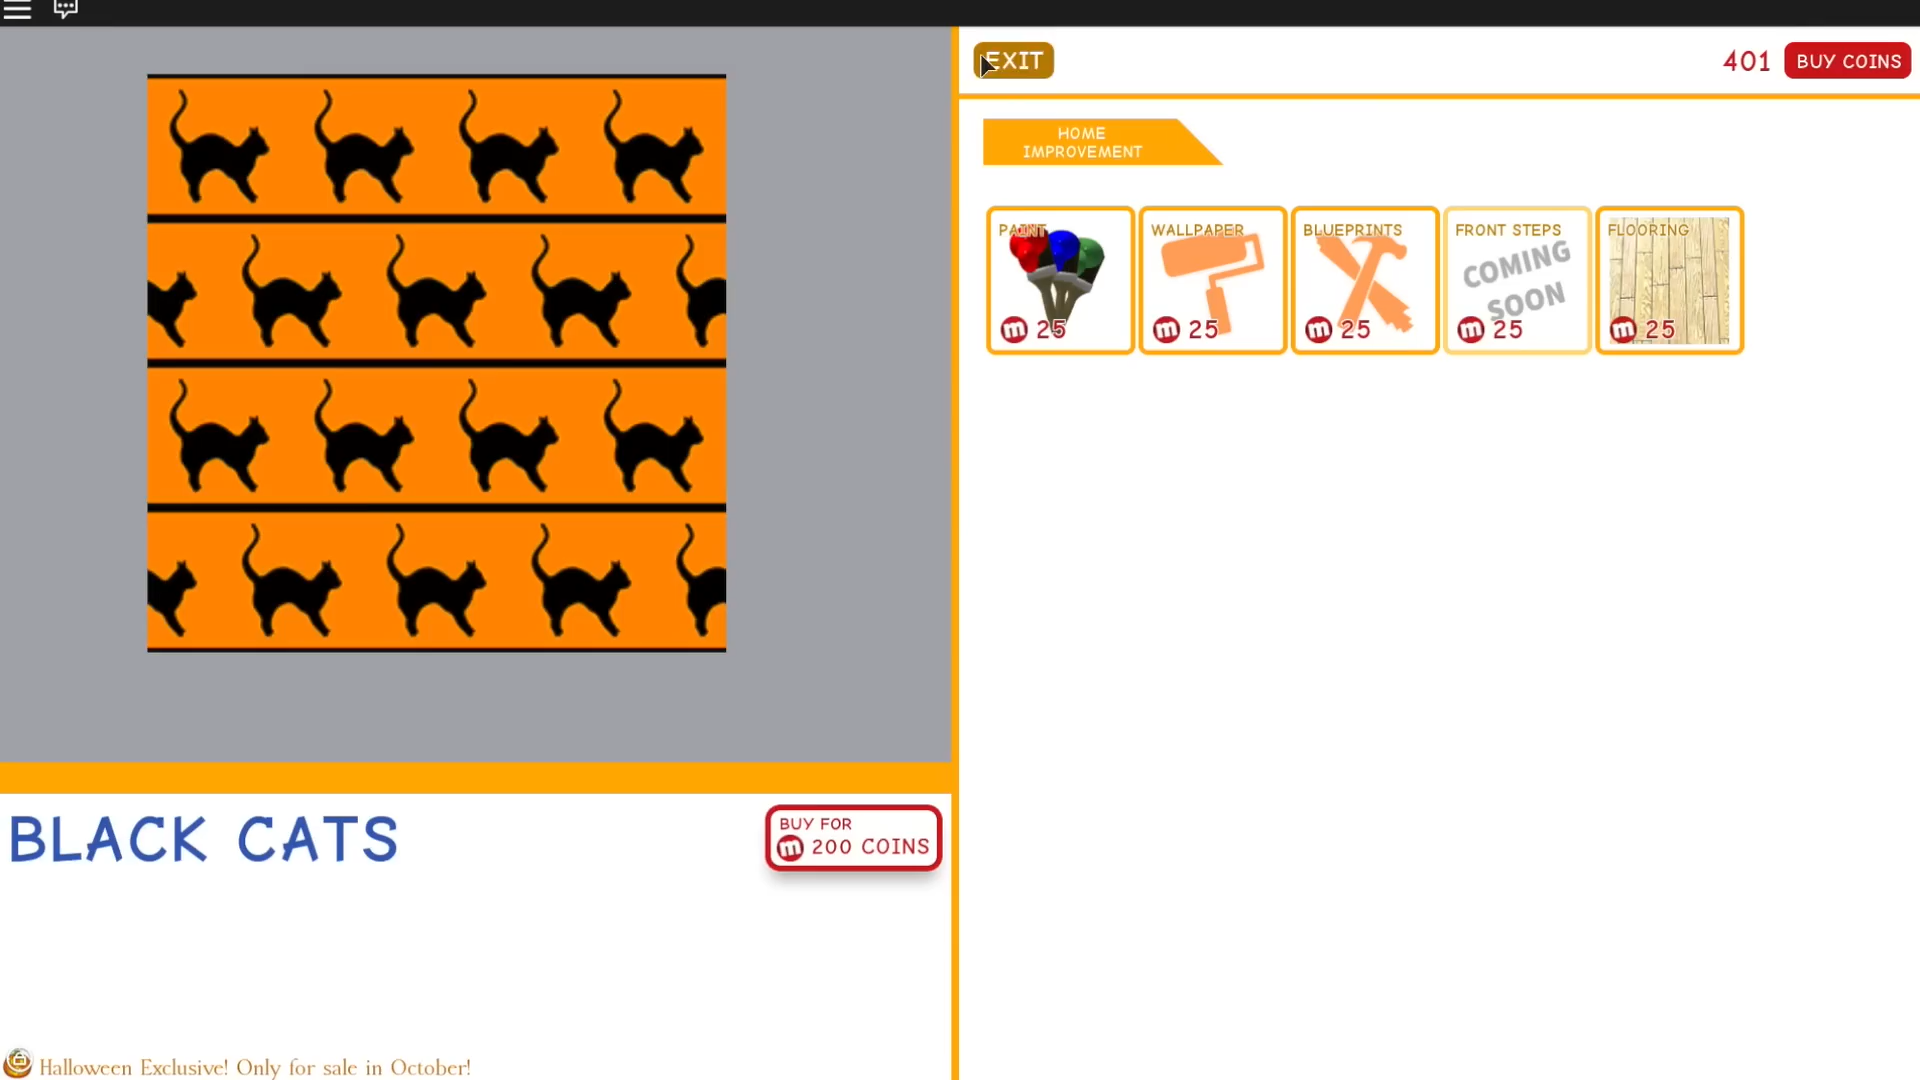 EXIT
401
BUY COINS
HOME
IMPROVEMENT
PAINT
m 25
WALLPAPER
m 25
BLUEPRINTS
m 25
FRONT STEPS
COMING
SOON
m 25
FLOORING
m 25
BLACK CATS
BUY FOR
m 200 COINS
Halloween Exclusive! Only for sale in October!